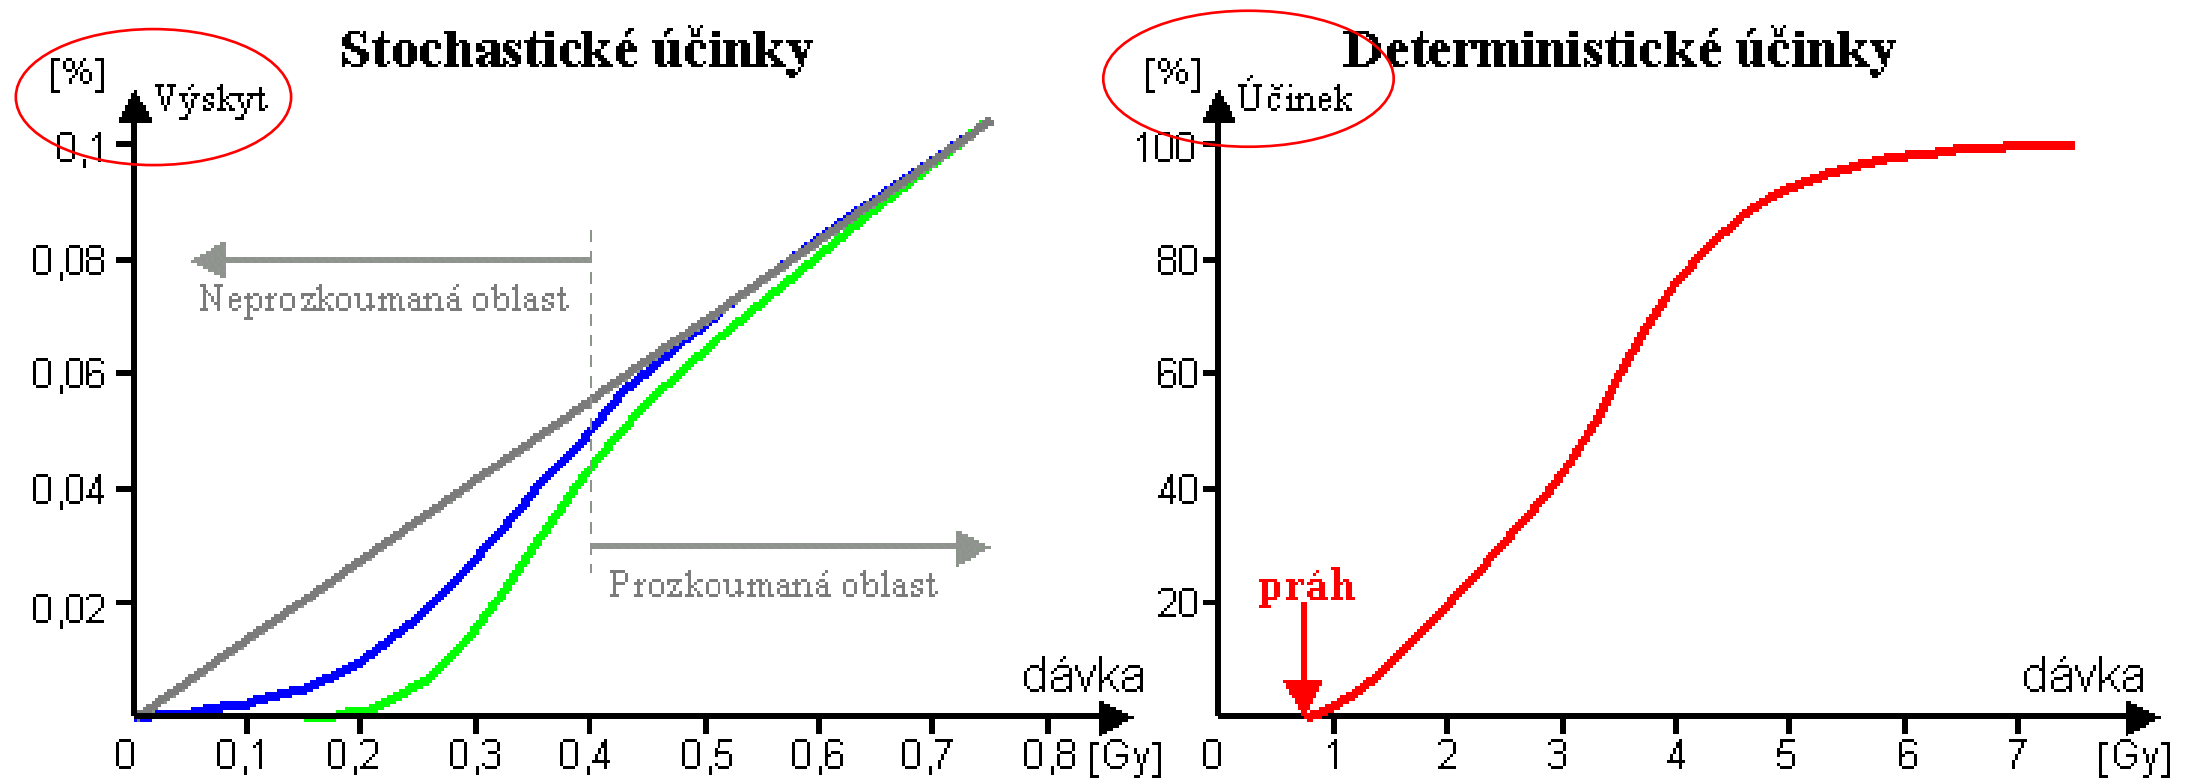 Stochastické účinky
[%]
Výskyt
0,1
0,08
Neprozkoumaná oblast
0,06
0,04
Prozkoumaná oblast
0,02
dávka
0 0,1 0,2 0,3 0,4 0,5 0,6 0,7 0,8 [Gy]
Deterministické účinky
[%]
Účinek
100
80
60
40
práh
20
dávka
0 1 2 3 4 5 6 7 [Gy]